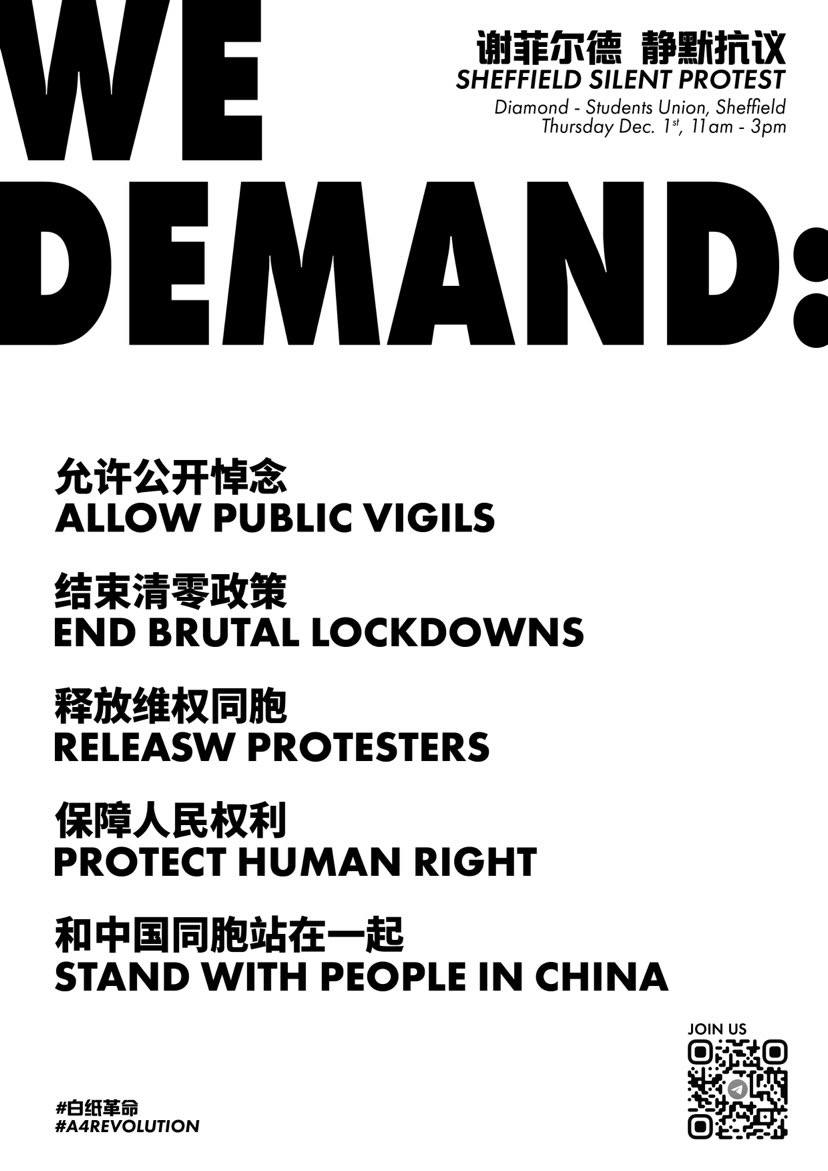 WE
DEMAND:
谢菲尔德 静默抗议
SHEFFIELD SILENT PROTEST
Diamond - Students Union, Sheffield
Thursday Dec. 1st, 11am - 3pm
允许公开悼念
ALLOW PUBLIC VIGILS
结束清零政策
END BRUTAL LOCKDOWNS
释放维权同胞
RELEASW PROTESTERS
保障人民权利
PROTECT HUMAN RIGHT
和中国同胞站在一起
STAND WITH PEOPLE IN CHINA
JOIN US
#白纸革命
#A4REVOLUTION